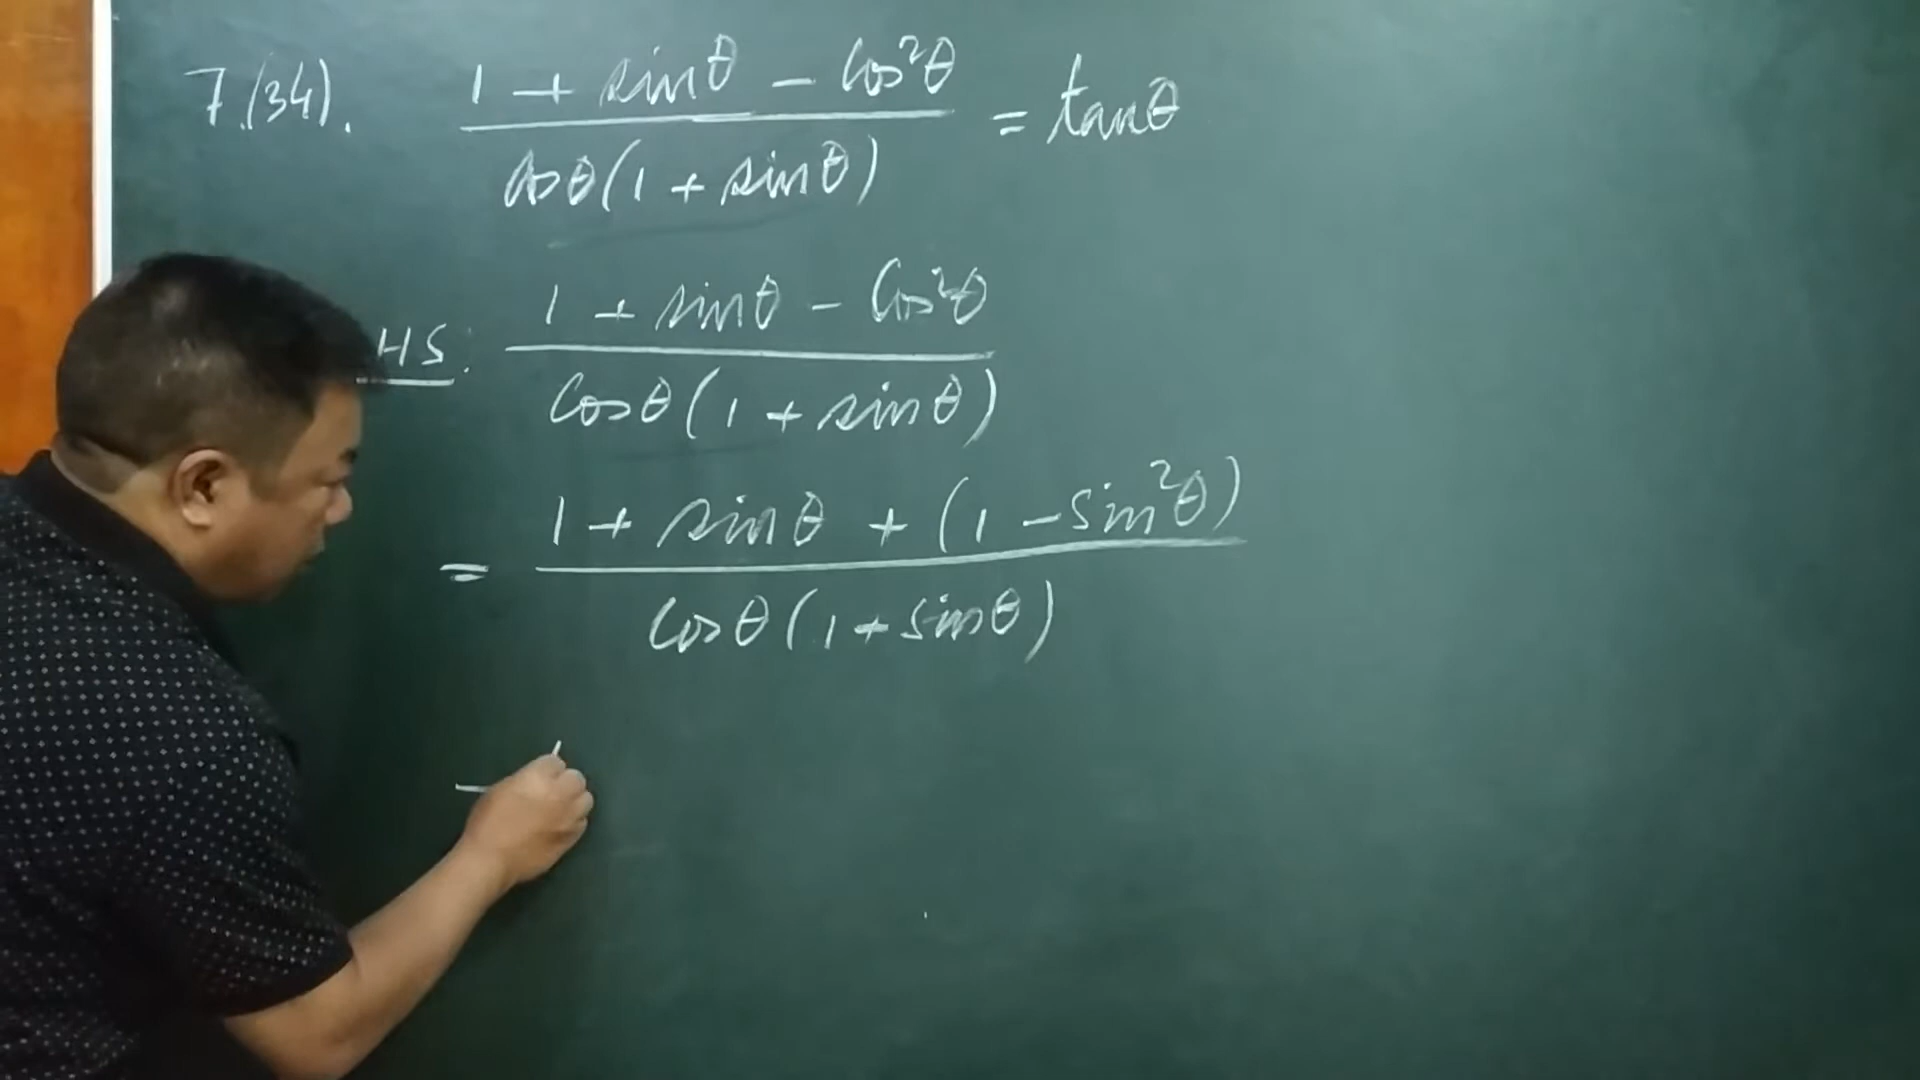 7.(34). (1 + sinθ - cos²θ) / (cosθ(1 + sinθ)) = tanθ
HS: (1 + sinθ - cos²θ) / (cosθ(1 + sinθ))
= (1 + sinθ + (1 - sin²θ)) / (cosθ(1 + sinθ))